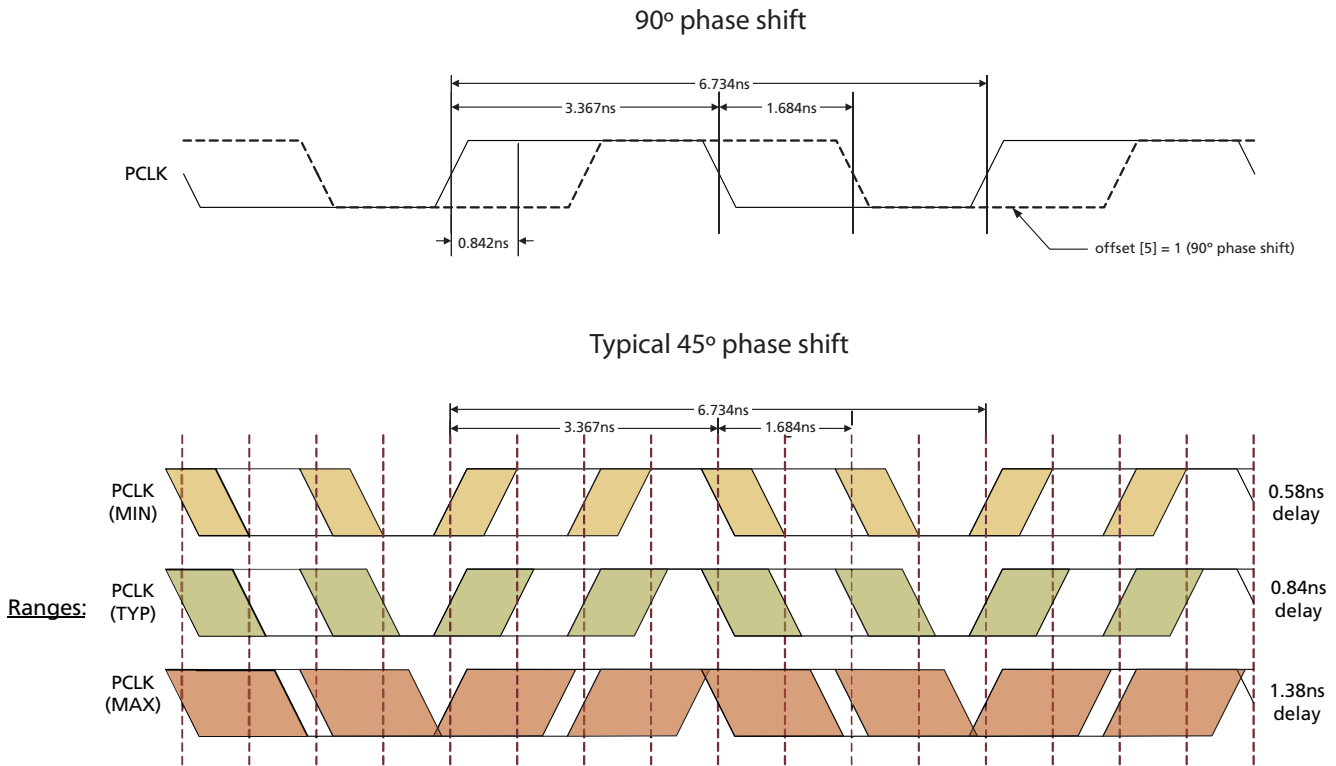 90º phase shift
6.734ns
3.367ns
1.684ns
PCLK
0.842ns
offset [5] = 1 (90º phase shift)
Typical 45º phase shift
6.734ns
3.367ns
1.684ns
PCLK
(MIN)
0.58ns
delay
Ranges:
PCLK
(TYP)
0.84ns
delay
PCLK
(MAX)
1.38ns
delay